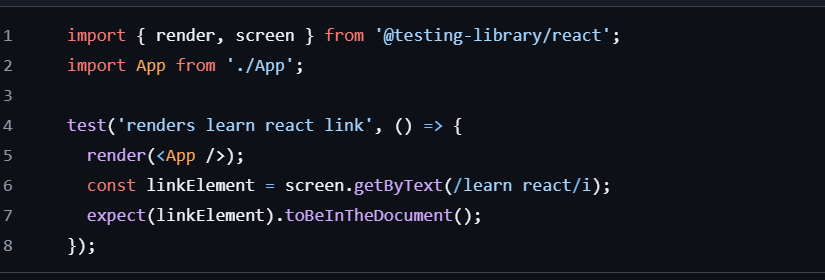 1 import { render, screen } from '@testing-library/react';
2 import App from './App';
3
4 test('renders learn react link', () => {
5   render(<App />);
6   const linkElement = screen.getByText(/learn react/i);
7   expect(linkElement).toBeInTheDocument();
8 });